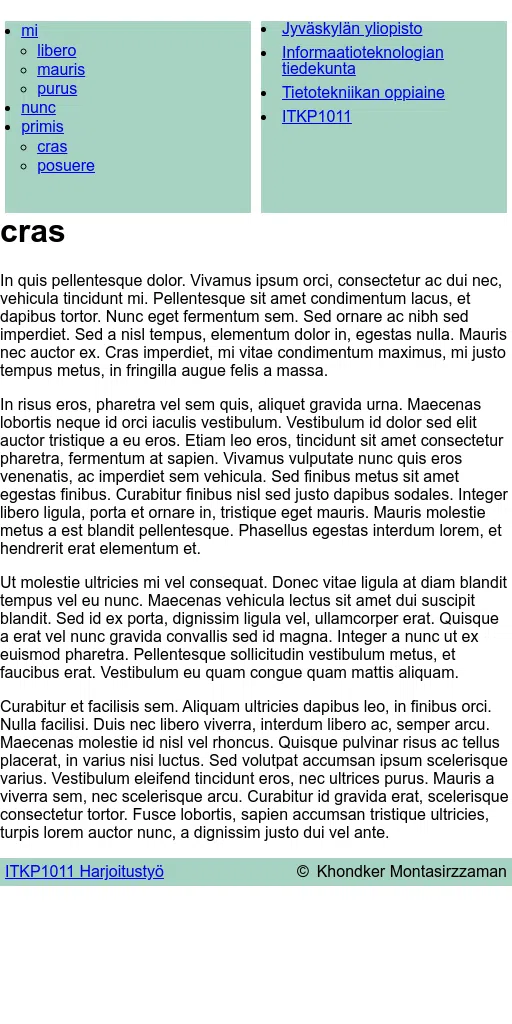 mi
libero
mauris
purus
nunc
primis
cras
posuere
Jyväskylän yliopisto
Informaatioteknologian
tiedekunta
Tietotekniikan oppiaine
ITKP1011
cras
In quis pellentesque dolor. Vivamus ipsum orci, consectetur ac dui nec,
vehicula tincidunt mi. Pellentesque sit amet condimentum lacus, et
dapibus tortor. Nunc eget fermentum sem. Sed ornare ac nibh sed
imperdiet. Sed a nisl tempus, elementum dolor in, egestas nulla. Mauris
nec auctor ex. Cras imperdiet, mi vitae condimentum maximus, mi justo
tempus metus, in fringilla augue felis a massa.
In risus eros, pharetra vel sem quis, aliquet gravida urna. Maecenas
lobortis neque id orci iaculis vestibulum. Vestibulum id dolor sed elit
auctor tristique a eu eros. Etiam leo eros, tincidunt sit amet consectetur
pharetra, fermentum at sapien. Vivamus vulputate nunc quis eros
venenatis, ac imperdiet sem vehicula. Sed finibus metus sit amet
egestas finibus. Curabitur finibus nisl sed justo dapibus sodales. Integer
libero ligula, porta et ornare in, tristique eget mauris. Mauris molestie
metus a est blandit pellentesque. Phasellus egestas interdum lorem, et
hendrerit erat elementum et.
Ut molestie ultricies mi vel consequat. Donec vitae ligula at diam blandit
tempus vel eu nunc. Maecenas vehicula lectus sit amet dui suscipit
blandit. Sed id ex porta, dignissim ligula vel, ullamcorper erat. Quisque
a erat vel nunc gravida convallis sed id magna. Integer a nunc ut ex
euismod pharetra. Pellentesque sollicitudin vestibulum metus, et
faucibus erat. Vestibulum eu quam congue quam mattis aliquam.
Curabitur et facilisis sem. Aliquam ultricies dapibus leo, in finibus orci.
Nulla facilisi. Duis nec libero viverra, interdum libero ac, semper arcu.
Maecenas molestie id nisl vel rhoncus. Quisque pulvinar risus ac tellus
placerat, in varius nisi luctus. Sed volutpat accumsan ipsum scelerisque
varius. Vestibulum eleifend tincidunt eros, nec ultrices purus. Mauris a
viverra sem, nec scelerisque arcu. Curabitur id gravida erat, scelerisque
consectetur tortor. Fusce lobortis, sapien accumsan tristique ultricies,
turpis lorem auctor nunc, a dignissim justo dui vel ante.
ITKP1011 Harjoitustyö © Khondker Montasirzzaman